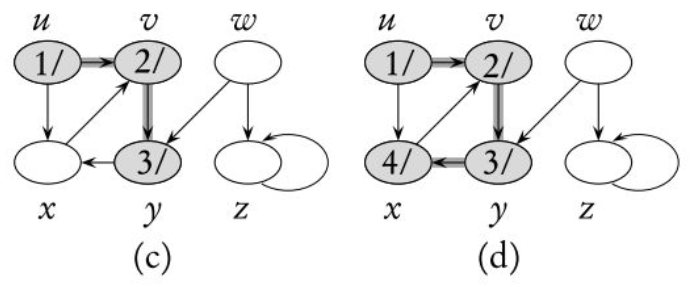 u v w u v w
1/ 2/ 1/ 2/
3/ 4/ 3/
x y z x y z
(c) (d)